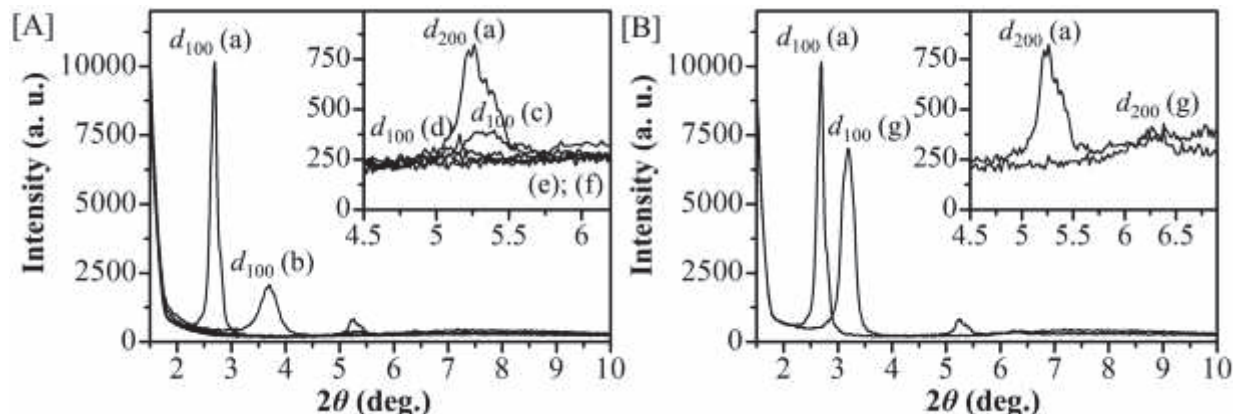 [A]
Intensity (a. u.)
10000
7500
5000
2500
0
d100 (a)
d100 (b)
2 3 4 5 6 7 8 9 10
2θ (deg.)
750
500
250
0
d200 (a)
d100 (d)
d100 (c)
(e); (f)
4.5 5 5.5 6
[B]
Intensity (a. u.)
10000
7500
5000
2500
0
d100 (a)
d100 (g)
2 3 4 5 6 7 8 9 10
2θ (deg.)
750
500
250
0
d200 (a)
d200 (g)
4.5 5 5.5 6 6.5